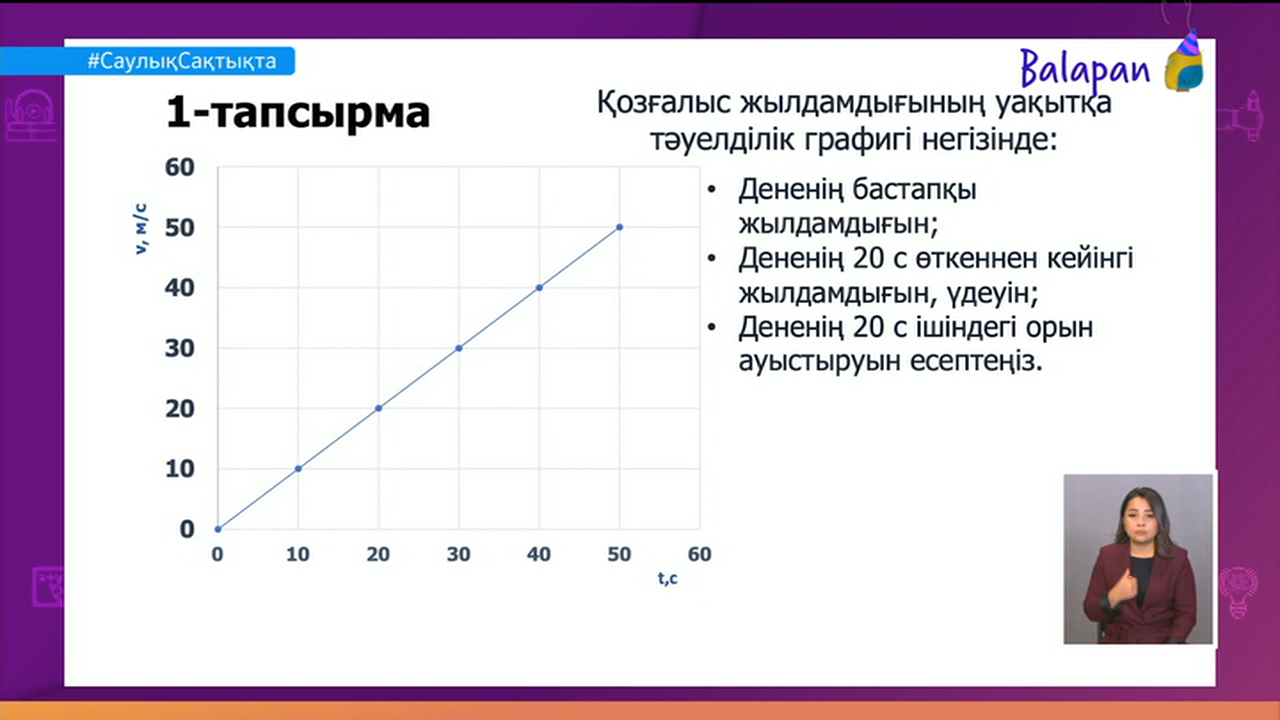 #СаулықСақтықта
Balapan
1-тапсырма
Қозғалыс жылдамдығының уақытқа
тәуелділік графигі негізінде:
60
50
40
30
20
10
0
v, м/с
0 10 20 30 40 50 60
t,c
• Дененің бастапқы
жылдамдығын;
• Дененің 20 с өткеннен кейінгі
жылдамдығын, үдеуін;
• Дененің 20 с ішіндегі орын
ауыстыруын есептеңіз.